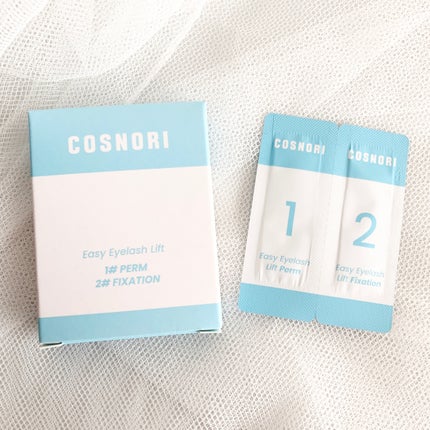 COSNORI
Easy Eyelash Lift
1# PERM
2# FIXATION
COSNORI
1
Easy Eyelash
Lift Perm
COSNORI
2
Easy Eyelash
Lift Fixation